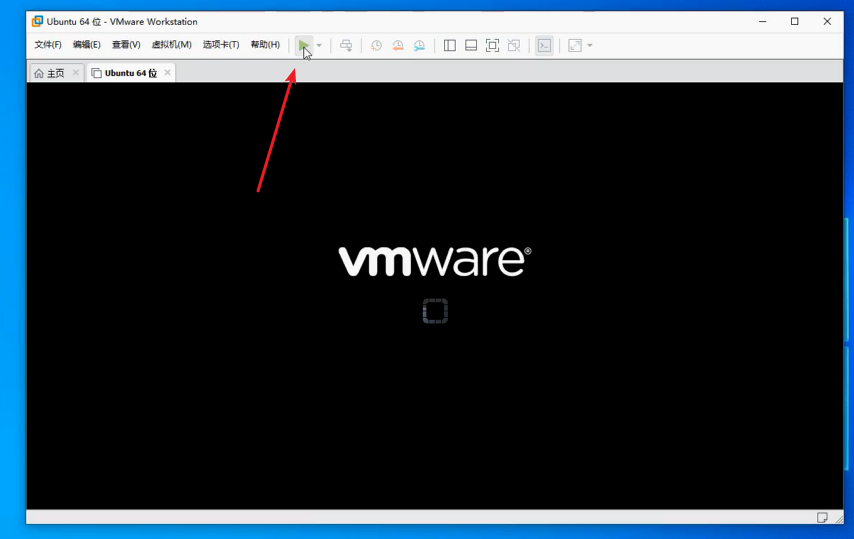 Ubuntu 64 位 - VMware Workstation
文件(F) 编辑(E) 查看(V) 虚拟机(M) 选项卡(T) 帮助(H)
主页 Ubuntu 64 位
vmware®